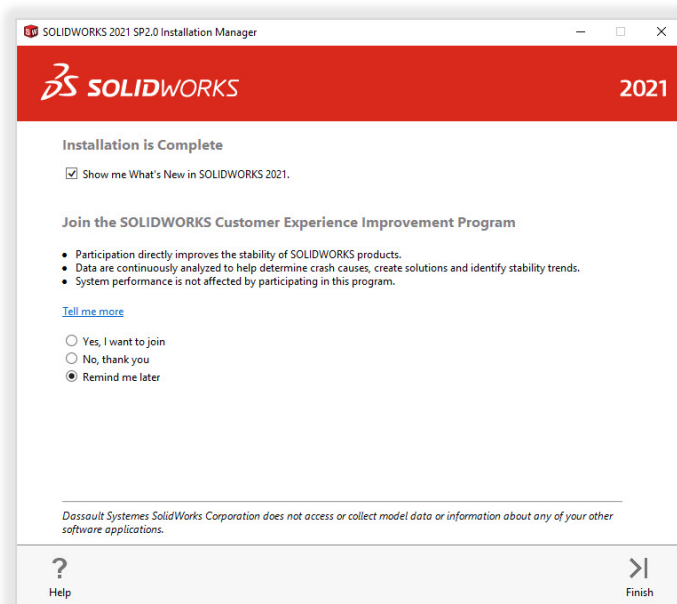 SOLIDWORKS 2021 SP2.0 Installation Manager
SOLIDWORKS
2021
Installation is Complete
Show me What's New in SOLIDWORKS 2021.
Join the SOLIDWORKS Customer Experience Improvement Program
Participation directly improves the stability of SOLIDWORKS products.
Data are continuously analyzed to help determine crash causes, create solutions and identify stability trends.
System performance is not affected by participating in this program.
Tell me more
Yes, I want to join
No, thank you
Remind me later
Dassault Systemes SolidWorks Corporation does not access or collect model data or information about any of your other
software applications.
?
Help
Finish